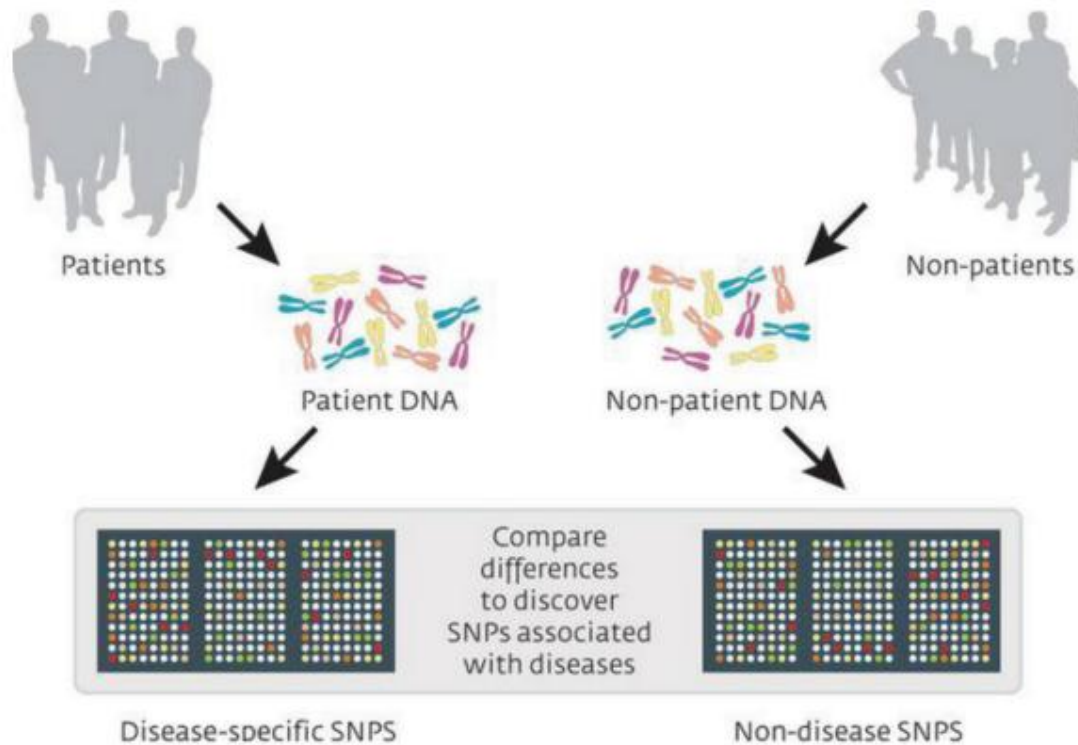 Patients
Non-patients
Patient DNA
Non-patient DNA
Compare
differences
to discover
SNPs associated
with diseases
Disease-specific SNPS
Non-disease SNPS